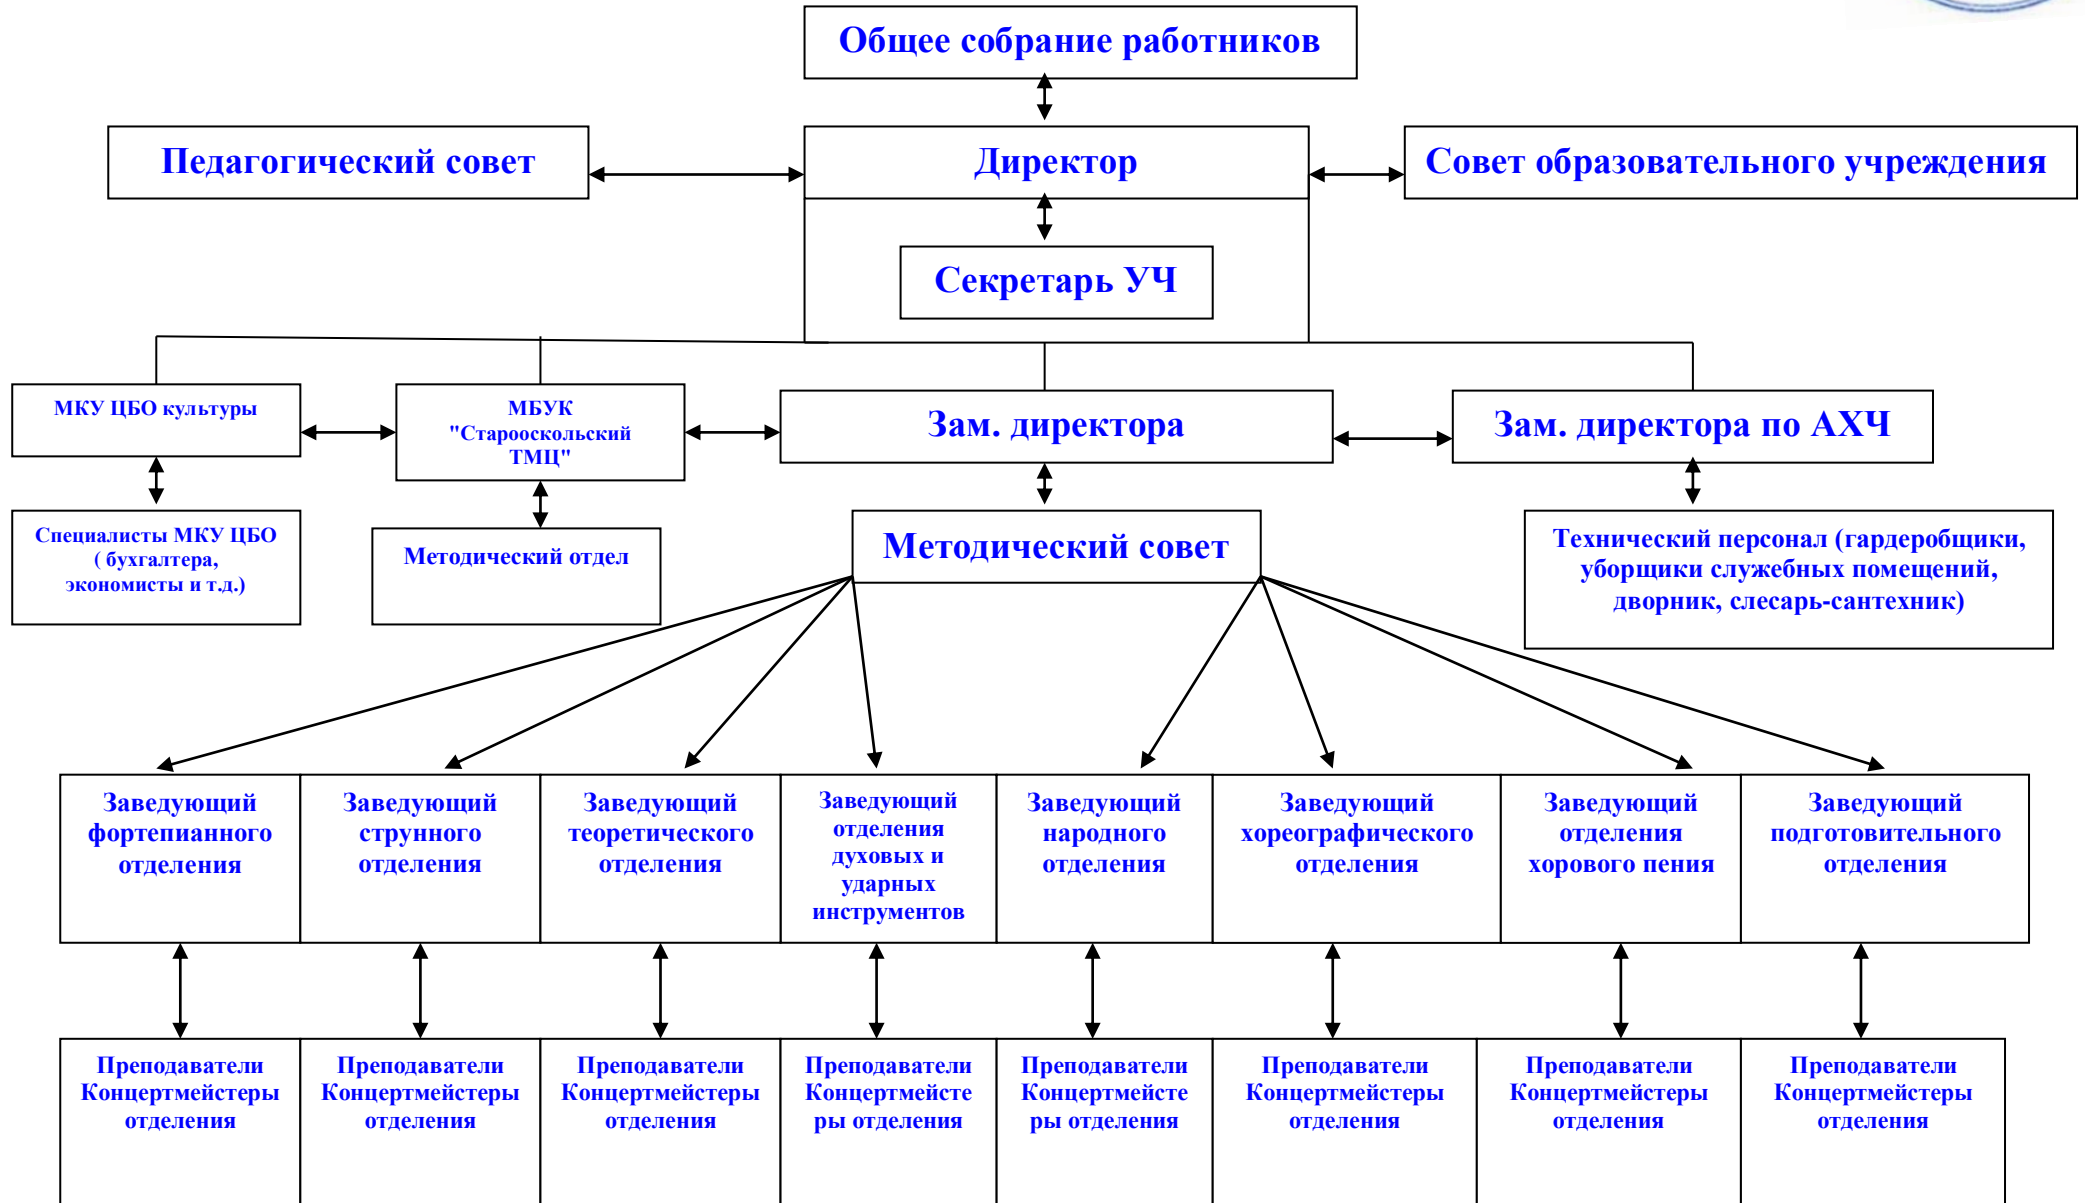 Общее собрание работников
Педагогический совет
Директор
Совет образовательного учреждения
Секретарь УЧ
МКУ ЦБО культуры
МБУК
"Старооскольский
ТМЦ"
Зам. директора
Зам. директора по АХЧ
Специалисты МКУ ЦБО
( бухгалтера,
экономисты и т.д.)
Методический отдел
Методический совет
Технический персонал (гардеробщики,
уборщики служебных помещений,
дворник, слесарь-сантехник)
Заведующий
фортепианного
отделения
Заведующий
струнного
отделения
Заведующий
теоретического
отделения
Заведующий
отделения
духовых и
ударных
инструментов
Заведующий
народного
отделения
Заведующий
хореографического
отделения
Заведующий
отделения
хорового пения
Заведующий
подготовительного
отделения
Преподаватели
Концертмейстеры
отделения
Преподаватели
Концертмейстеры
отделения
Преподаватели
Концертмейстеры
отделения
Преподаватели
Концертмейсте
ры отделения
Преподаватели
Концертмейсте
ры отделения
Преподаватели
Концертмейстеры
отделения
Преподаватели
Концертмейстеры
отделения
Преподаватели
Концертмейстеры
отделения